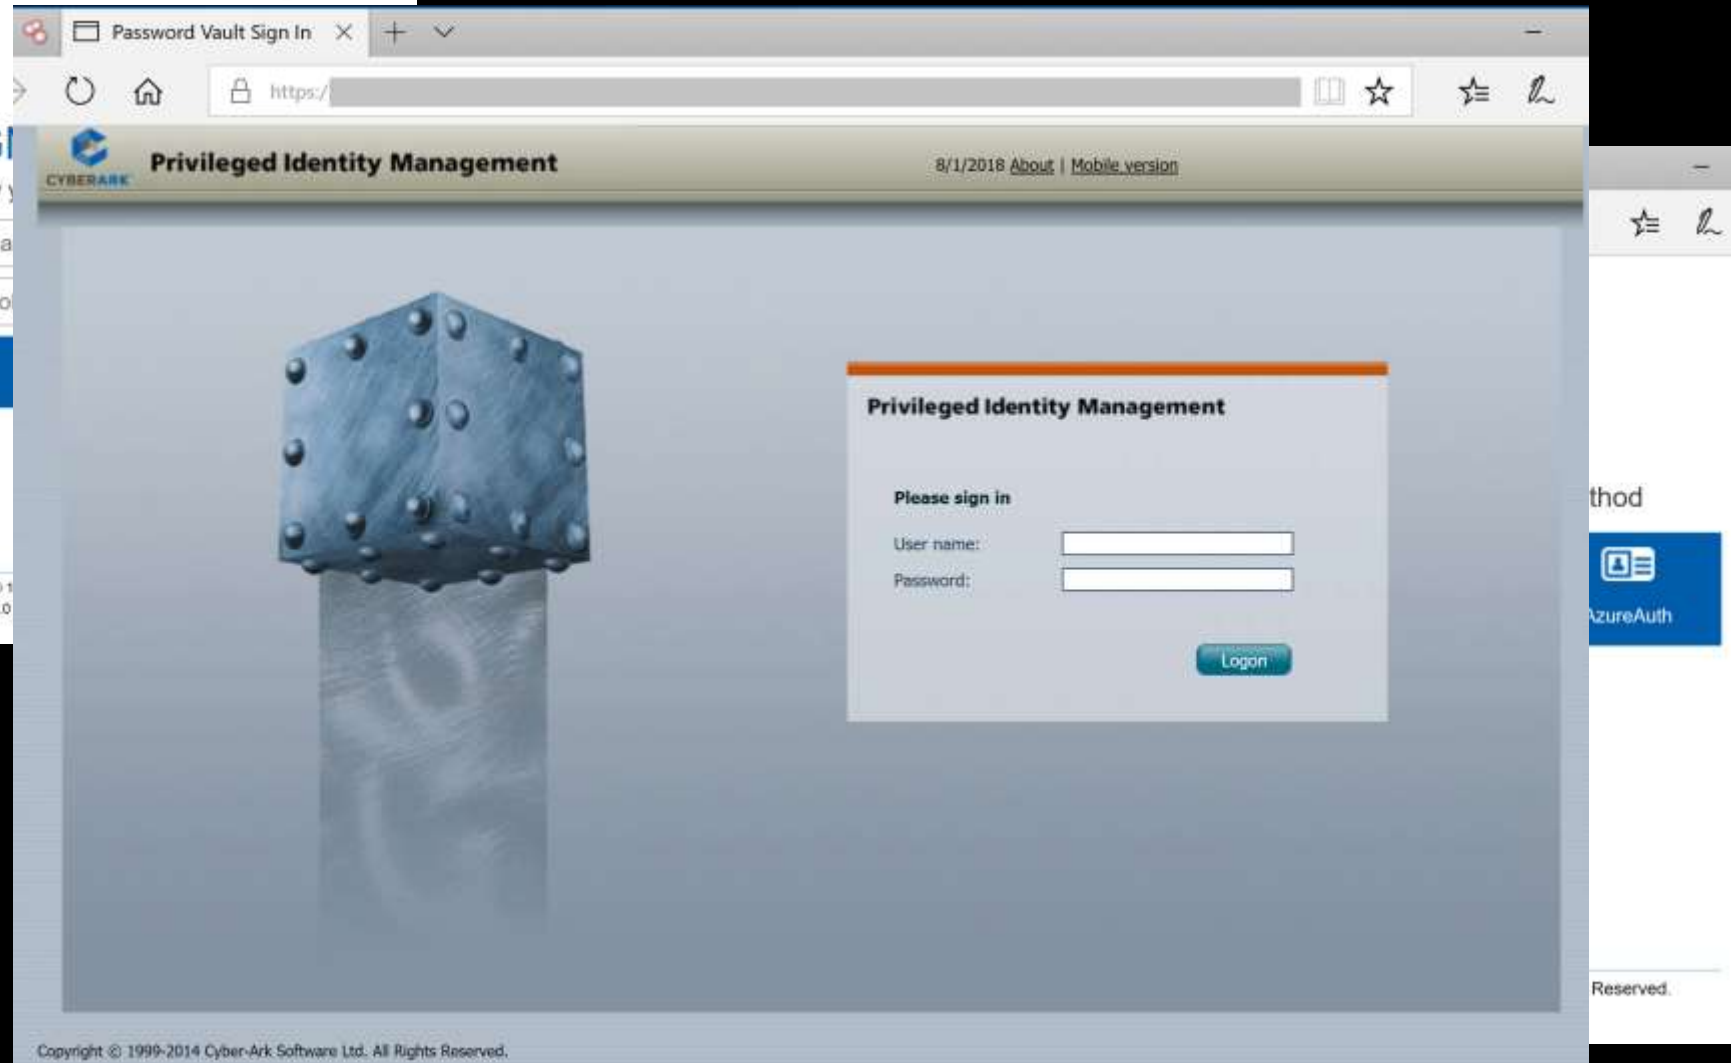 Password Vault Sign In
https:/
CYBERARK
Privileged Identity Management
8/1/2018 About | Mobile version
Privileged Identity Management
Please sign in
User name:
Password:
Logon
thod
AzureAuth
Reserved.
Copyright © 1999-2014 Cyber-Ark Software Ltd. All Rights Reserved.